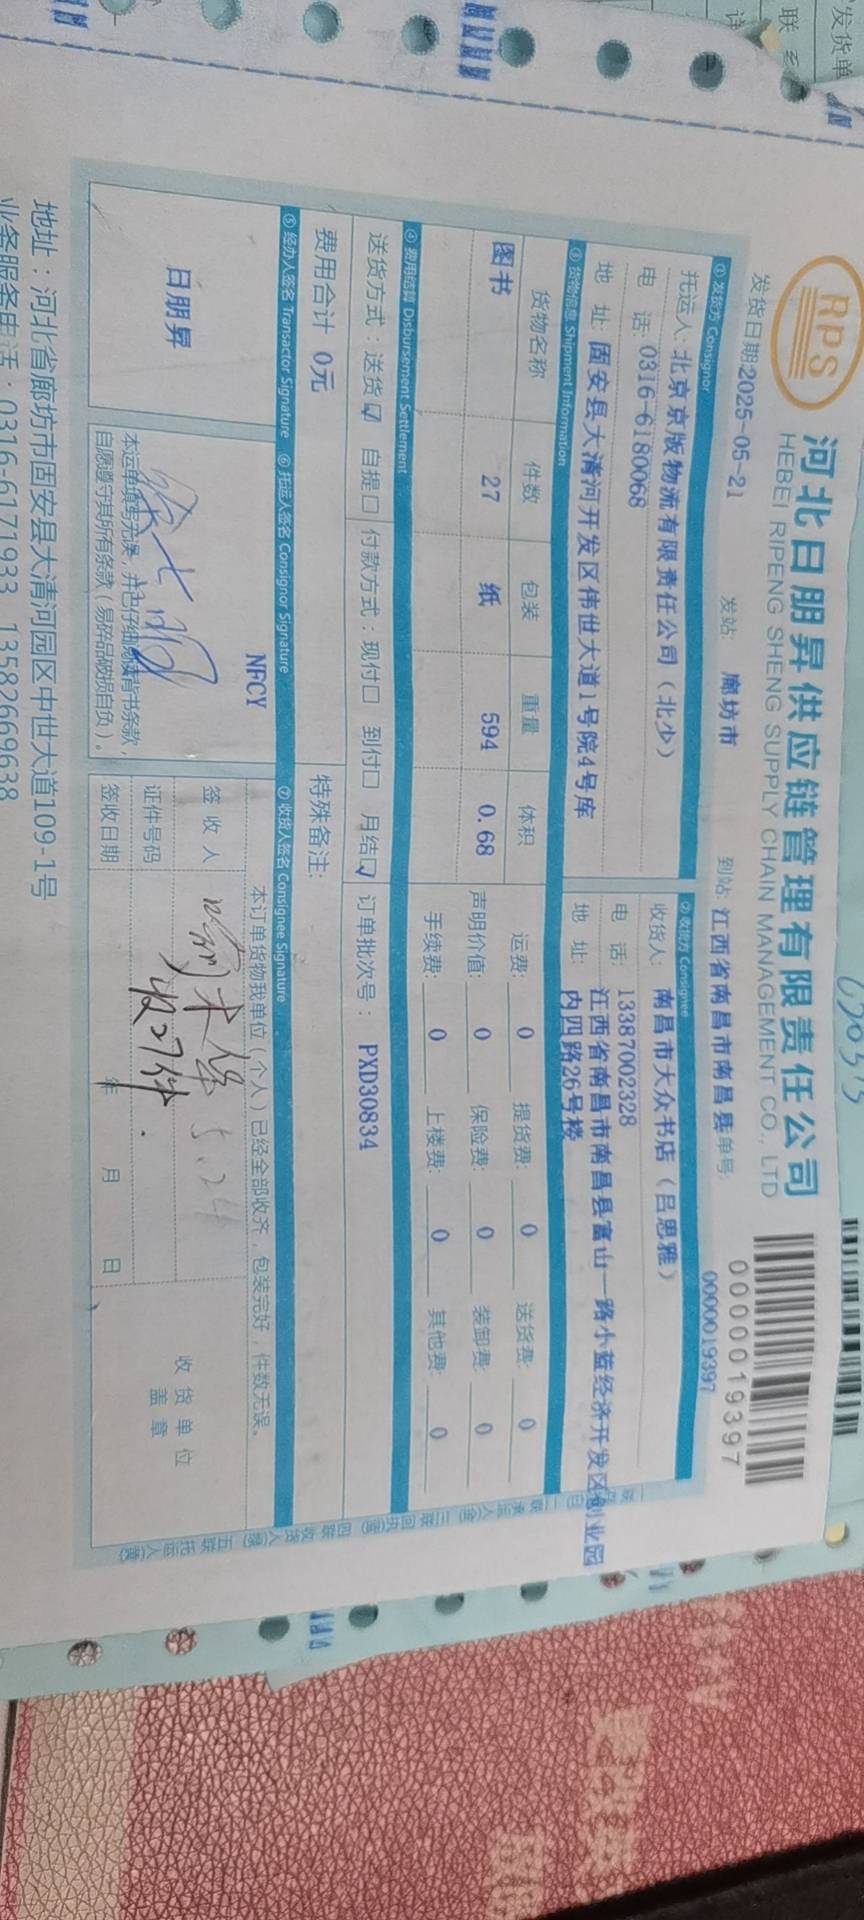 RPS
河北日朋昇供应链管理有限责任公司
HEBEI RIPENG SHENG SUPPLY CHAIN MANAGEMENT CO., LTD
0000019397
发货日期:2025-05-21 发站: 廊坊市 到站: 江西省南昌市南昌县 单号: 0000019397
① 发货方 Consignor ② 收货方 Consignee
托运人: 北京京版物流有限责任公司（北少） 收货人: 南昌市大众书店（吕思雅）
电 话: 0316-6180068 电 话: 13387002328
地 址: 固安县大清河开发区伟世大道1号院4号库 地 址: 江西省南昌市南昌县富山一路小蓝经济开发区创业园
内四路26号楼
③ 货物信息 Shipment Information
货物名称 件数 包装 重量 体积 运费: 0 提货费: 0 送货费: 0
图书 27 纸 594 0.68 声明价值: 0 保险费: 0 装卸费: 0
手续费: 0 上楼费: 0 其他费: 0
④ 费用结算 Disbursement Settlement
送货方式：送货☑ 自提□ 付款方式：现付□ 到付□ 月结☑ 订单批次号： PXD30834
费用合计 0元 特殊备注：
⑤ 经办人签名 Transactor Signature ⑥ 托运人签名 Consignor Signature ⑦ 收货人签名 Consignee Signature
日朋昇
NFCY
本运单填写无误，并已仔细阅读背书条款，
自愿遵守其所有条款（易碎品破损自负）。
本订单货物我单位（个人）已经全部收齐，包装完好，件数无误。
签 收 人 5.24
证件号码 收27件.
签收日期 年 月 日
收货单位
盖 章
地址：河北省廊坊市固安县大清河园区中世大道109-1号
业务服务电话：0316-6171933 13582669638